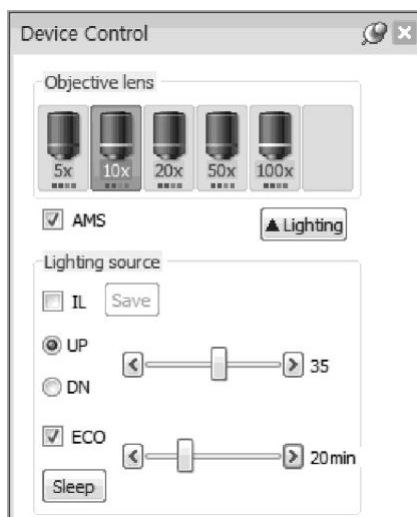 Device Control
Objective lens
5x 10x 20x 50x 100x
AMS
▲ Lighting
Lighting source
IL Save
UP
35
DN
ECO
20min
Sleep